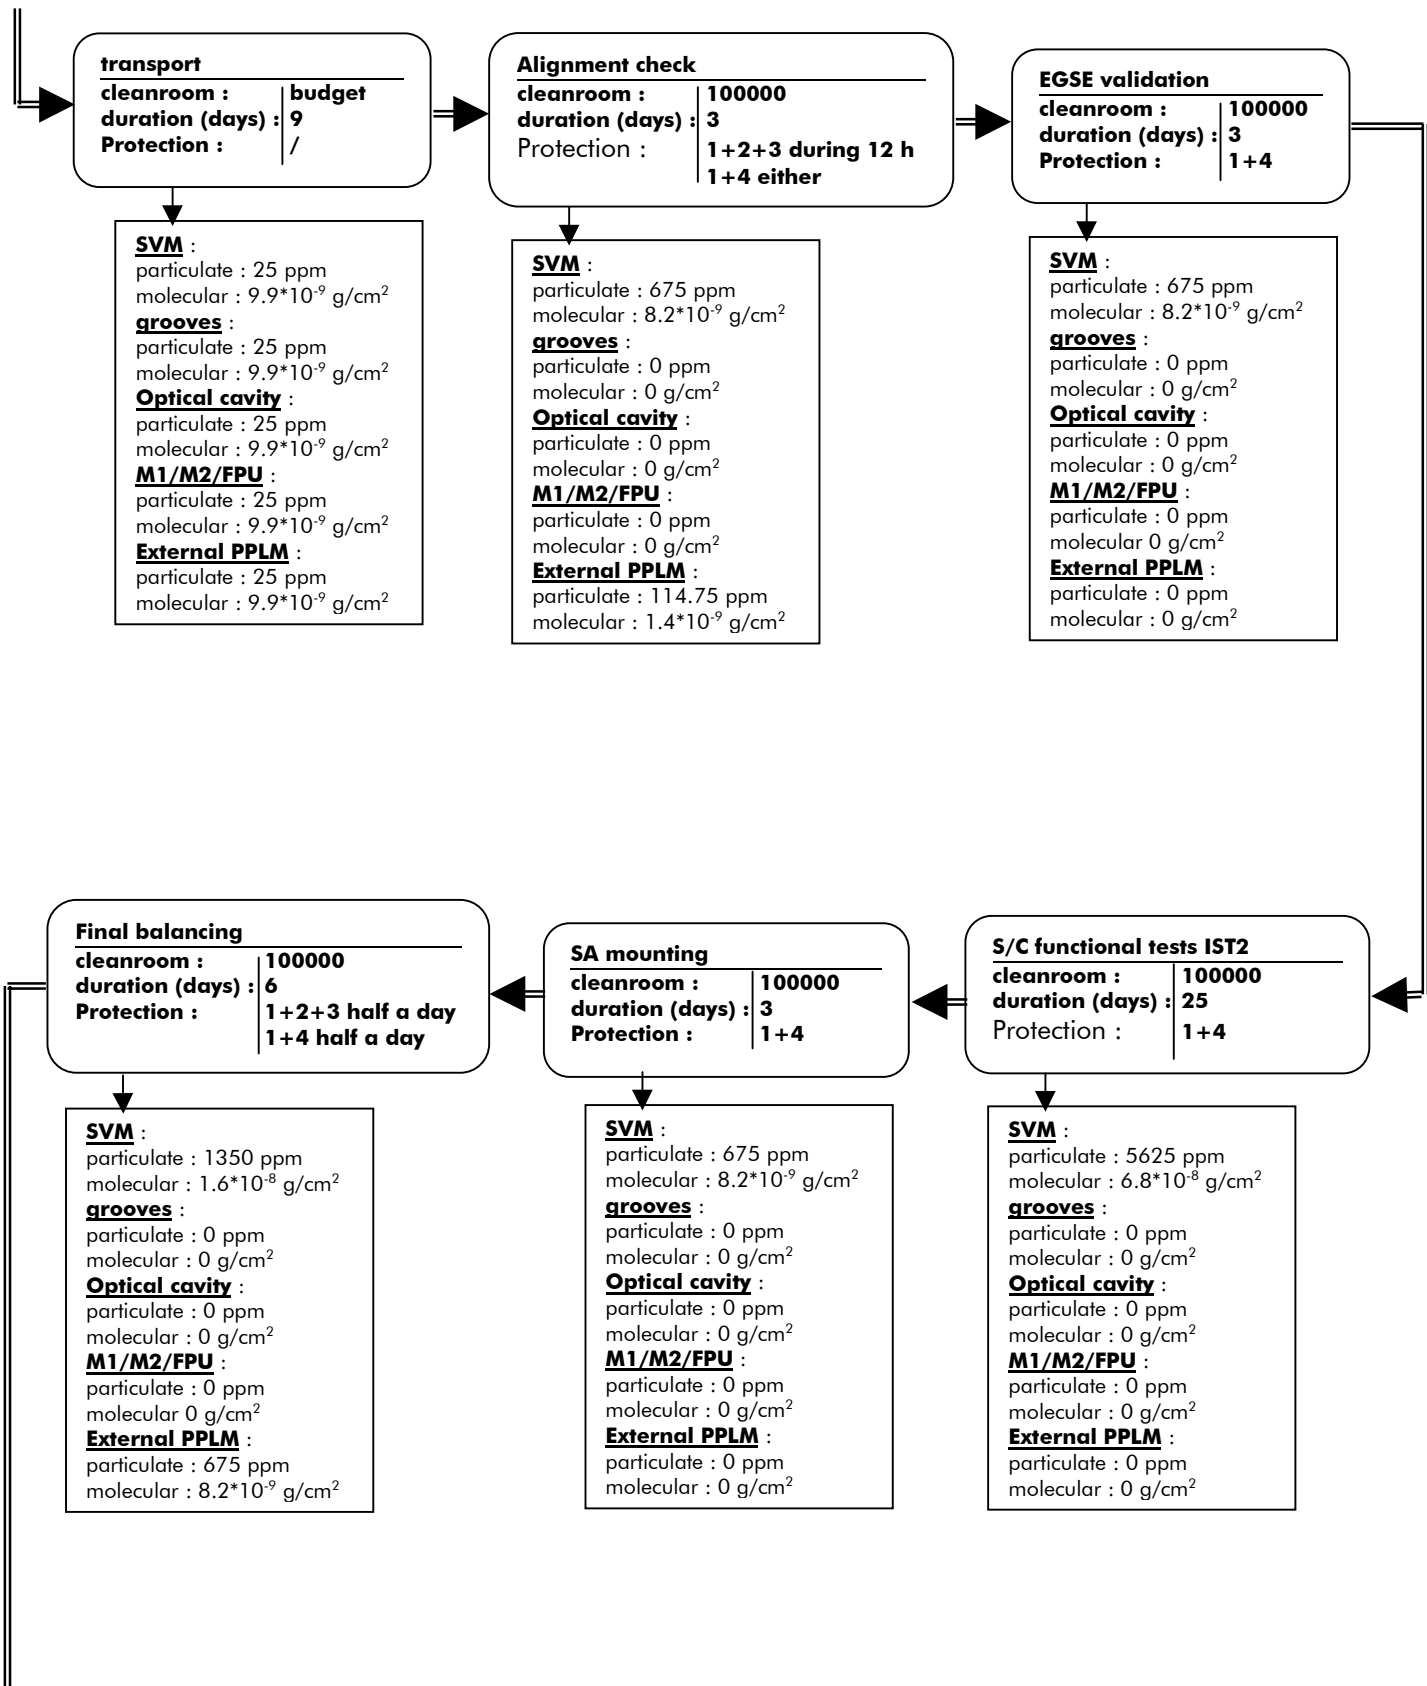 transport
cleanroom : budget
duration (days) : 9
Protection : /
SVM :
particulate : 25 ppm
molecular : 9.9*10⁻⁹ g/cm²
grooves :
particulate : 25 ppm
molecular : 9.9*10⁻⁹ g/cm²
Optical cavity :
particulate : 25 ppm
molecular : 9.9*10⁻⁹ g/cm²
M1/M2/FPU :
particulate : 25 ppm
molecular : 9.9*10⁻⁹ g/cm²
External PPLM :
particulate : 25 ppm
molecular : 9.9*10⁻⁹ g/cm²
Alignment check
cleanroom : 100000
duration (days) : 3
Protection : 1+2+3 during 12 h
1+4 either
SVM :
particulate : 675 ppm
molecular : 8.2*10⁻⁹ g/cm²
grooves :
particulate : 0 ppm
molecular : 0 g/cm²
Optical cavity :
particulate : 0 ppm
molecular : 0 g/cm²
M1/M2/FPU :
particulate : 0 ppm
molecular : 0 g/cm²
External PPLM :
particulate : 114.75 ppm
molecular : 1.4*10⁻⁹ g/cm²
EGSE validation
cleanroom : 100000
duration (days) : 3
Protection : 1+4
SVM :
particulate : 675 ppm
molecular : 8.2*10⁻⁹ g/cm²
grooves :
particulate : 0 ppm
molecular : 0 g/cm²
Optical cavity :
particulate : 0 ppm
molecular : 0 g/cm²
M1/M2/FPU :
particulate : 0 ppm
molecular 0 g/cm²
External PPLM :
particulate : 0 ppm
molecular : 0 g/cm²
Final balancing
cleanroom : 100000
duration (days) : 6
Protection : 1+2+3 half a day
1+4 half a day
SVM :
particulate : 1350 ppm
molecular : 1.6*10⁻⁸ g/cm²
grooves :
particulate : 0 ppm
molecular : 0 g/cm²
Optical cavity :
particulate : 0 ppm
molecular : 0 g/cm²
M1/M2/FPU :
particulate : 0 ppm
molecular 0 g/cm²
External PPLM :
particulate : 675 ppm
molecular : 8.2*10⁻⁹ g/cm²
SA mounting
cleanroom : 100000
duration (days) : 3
Protection : 1+4
SVM :
particulate : 675 ppm
molecular : 8.2*10⁻⁹ g/cm²
grooves :
particulate : 0 ppm
molecular : 0 g/cm²
Optical cavity :
particulate : 0 ppm
molecular : 0 g/cm²
M1/M2/FPU :
particulate : 0 ppm
molecular : 0 g/cm²
External PPLM :
particulate : 0 ppm
molecular : 0 g/cm²
S/C functional tests IST2
cleanroom : 100000
duration (days) : 25
Protection : 1+4
SVM :
particulate : 5625 ppm
molecular : 6.8*10⁻⁸ g/cm²
grooves :
particulate : 0 ppm
molecular : 0 g/cm²
Optical cavity :
particulate : 0 ppm
molecular : 0 g/cm²
M1/M2/FPU :
particulate : 0 ppm
molecular : 0 g/cm²
External PPLM :
particulate : 0 ppm
molecular : 0 g/cm²